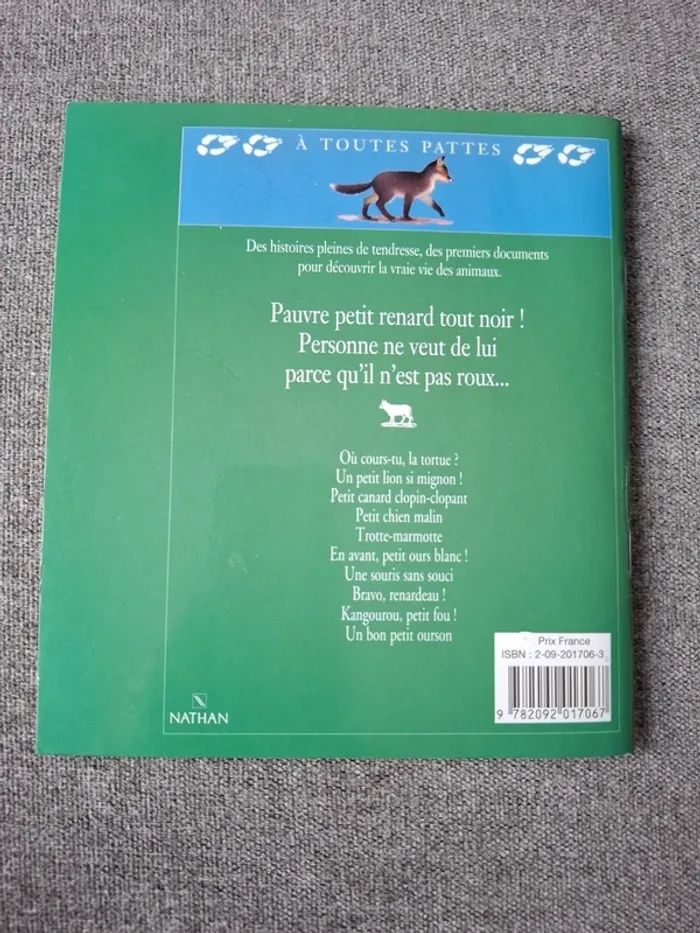 À TOUTES PATTES
Des histoires pleines de tendresse, des premiers documents
pour découvrir la vraie vie des animaux.
Pauvre petit renard tout noir !
Personne ne veut de lui
parce qu'il n'est pas roux...
Où cours-tu, la tortue ?
Un petit lion si mignon !
Petit canard clopin-clopant
Petit chien malin
Trotte-marmotte
En avant, petit ours blanc !
Une souris sans souci
Bravo, renardeau !
Kangourou, petit fou !
Un bon petit ourson
Prix France
ISBN : 2-09-201706-3
9 782092 017067
NATHAN